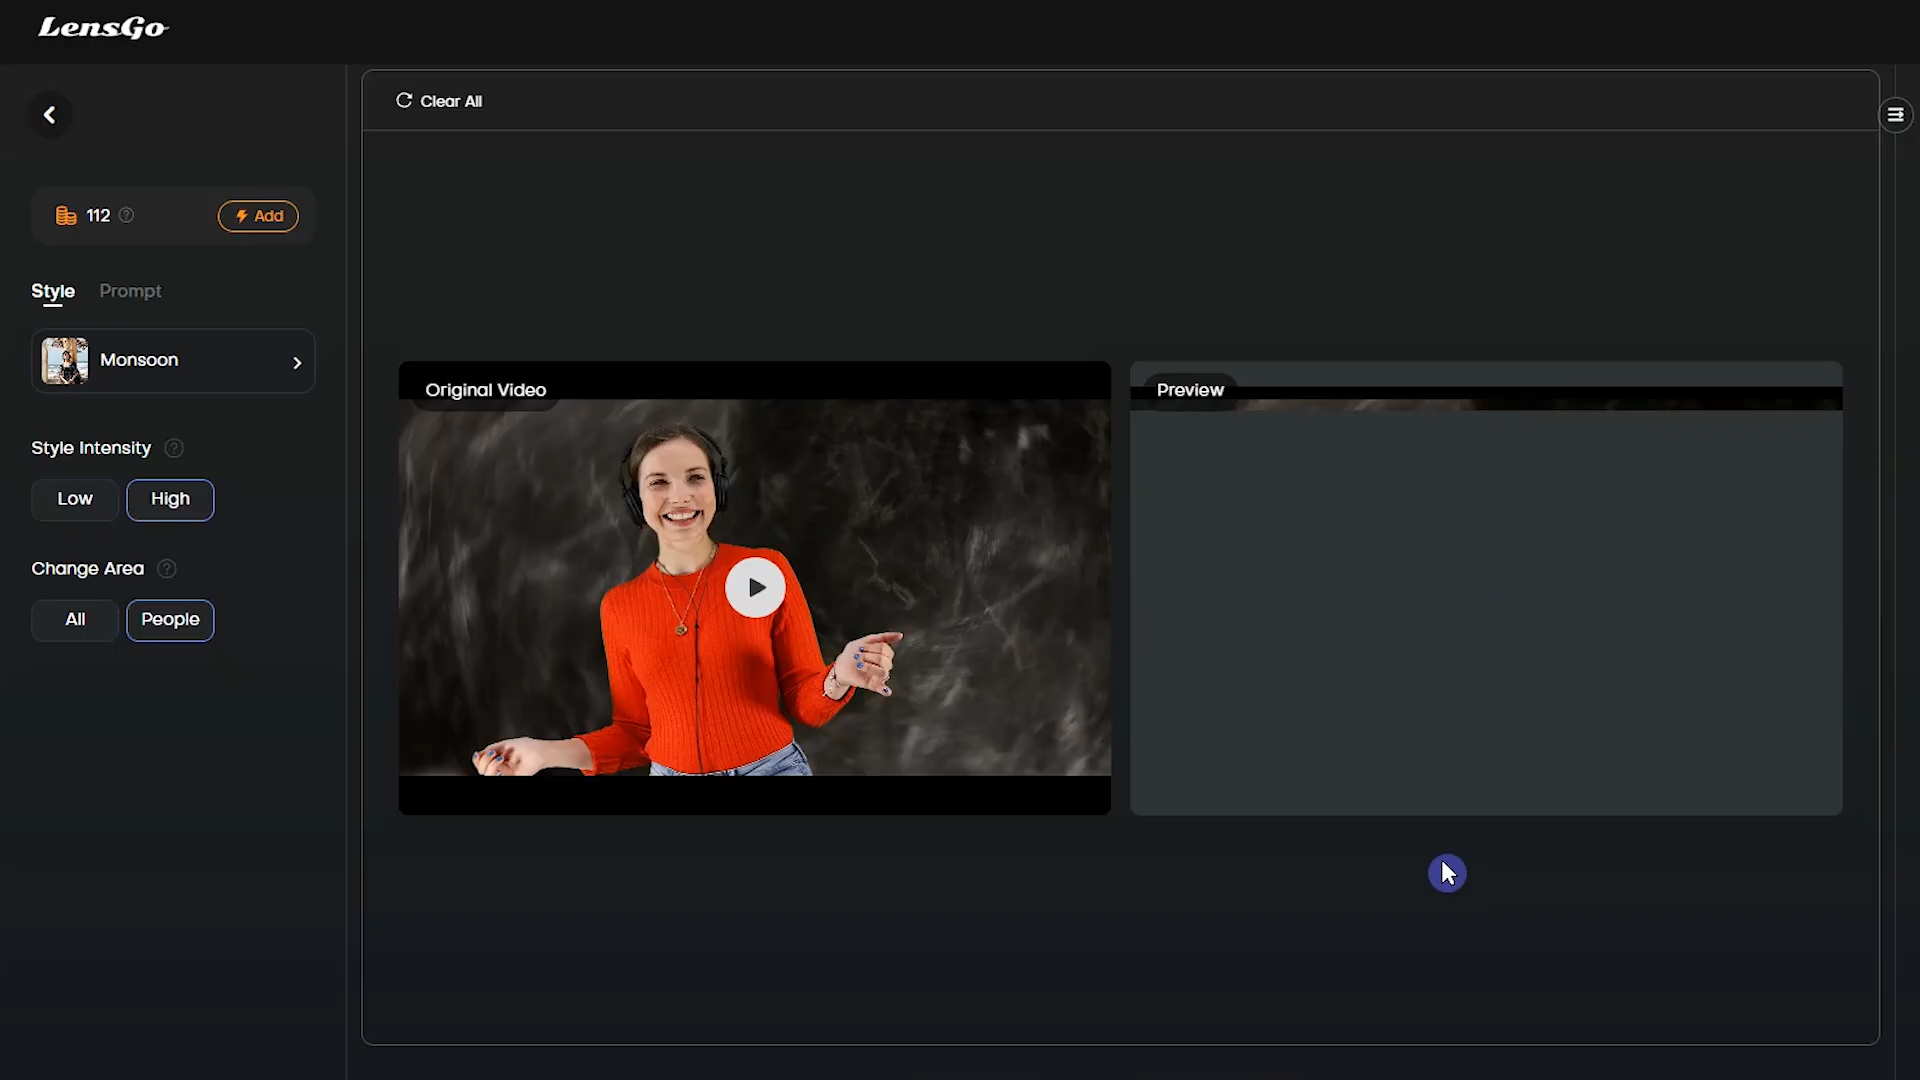 LensGo
Clear All
112
Add
Style Prompt
Monsoon
Style Intensity
Low High
Change Area
All People
Original Video
Preview